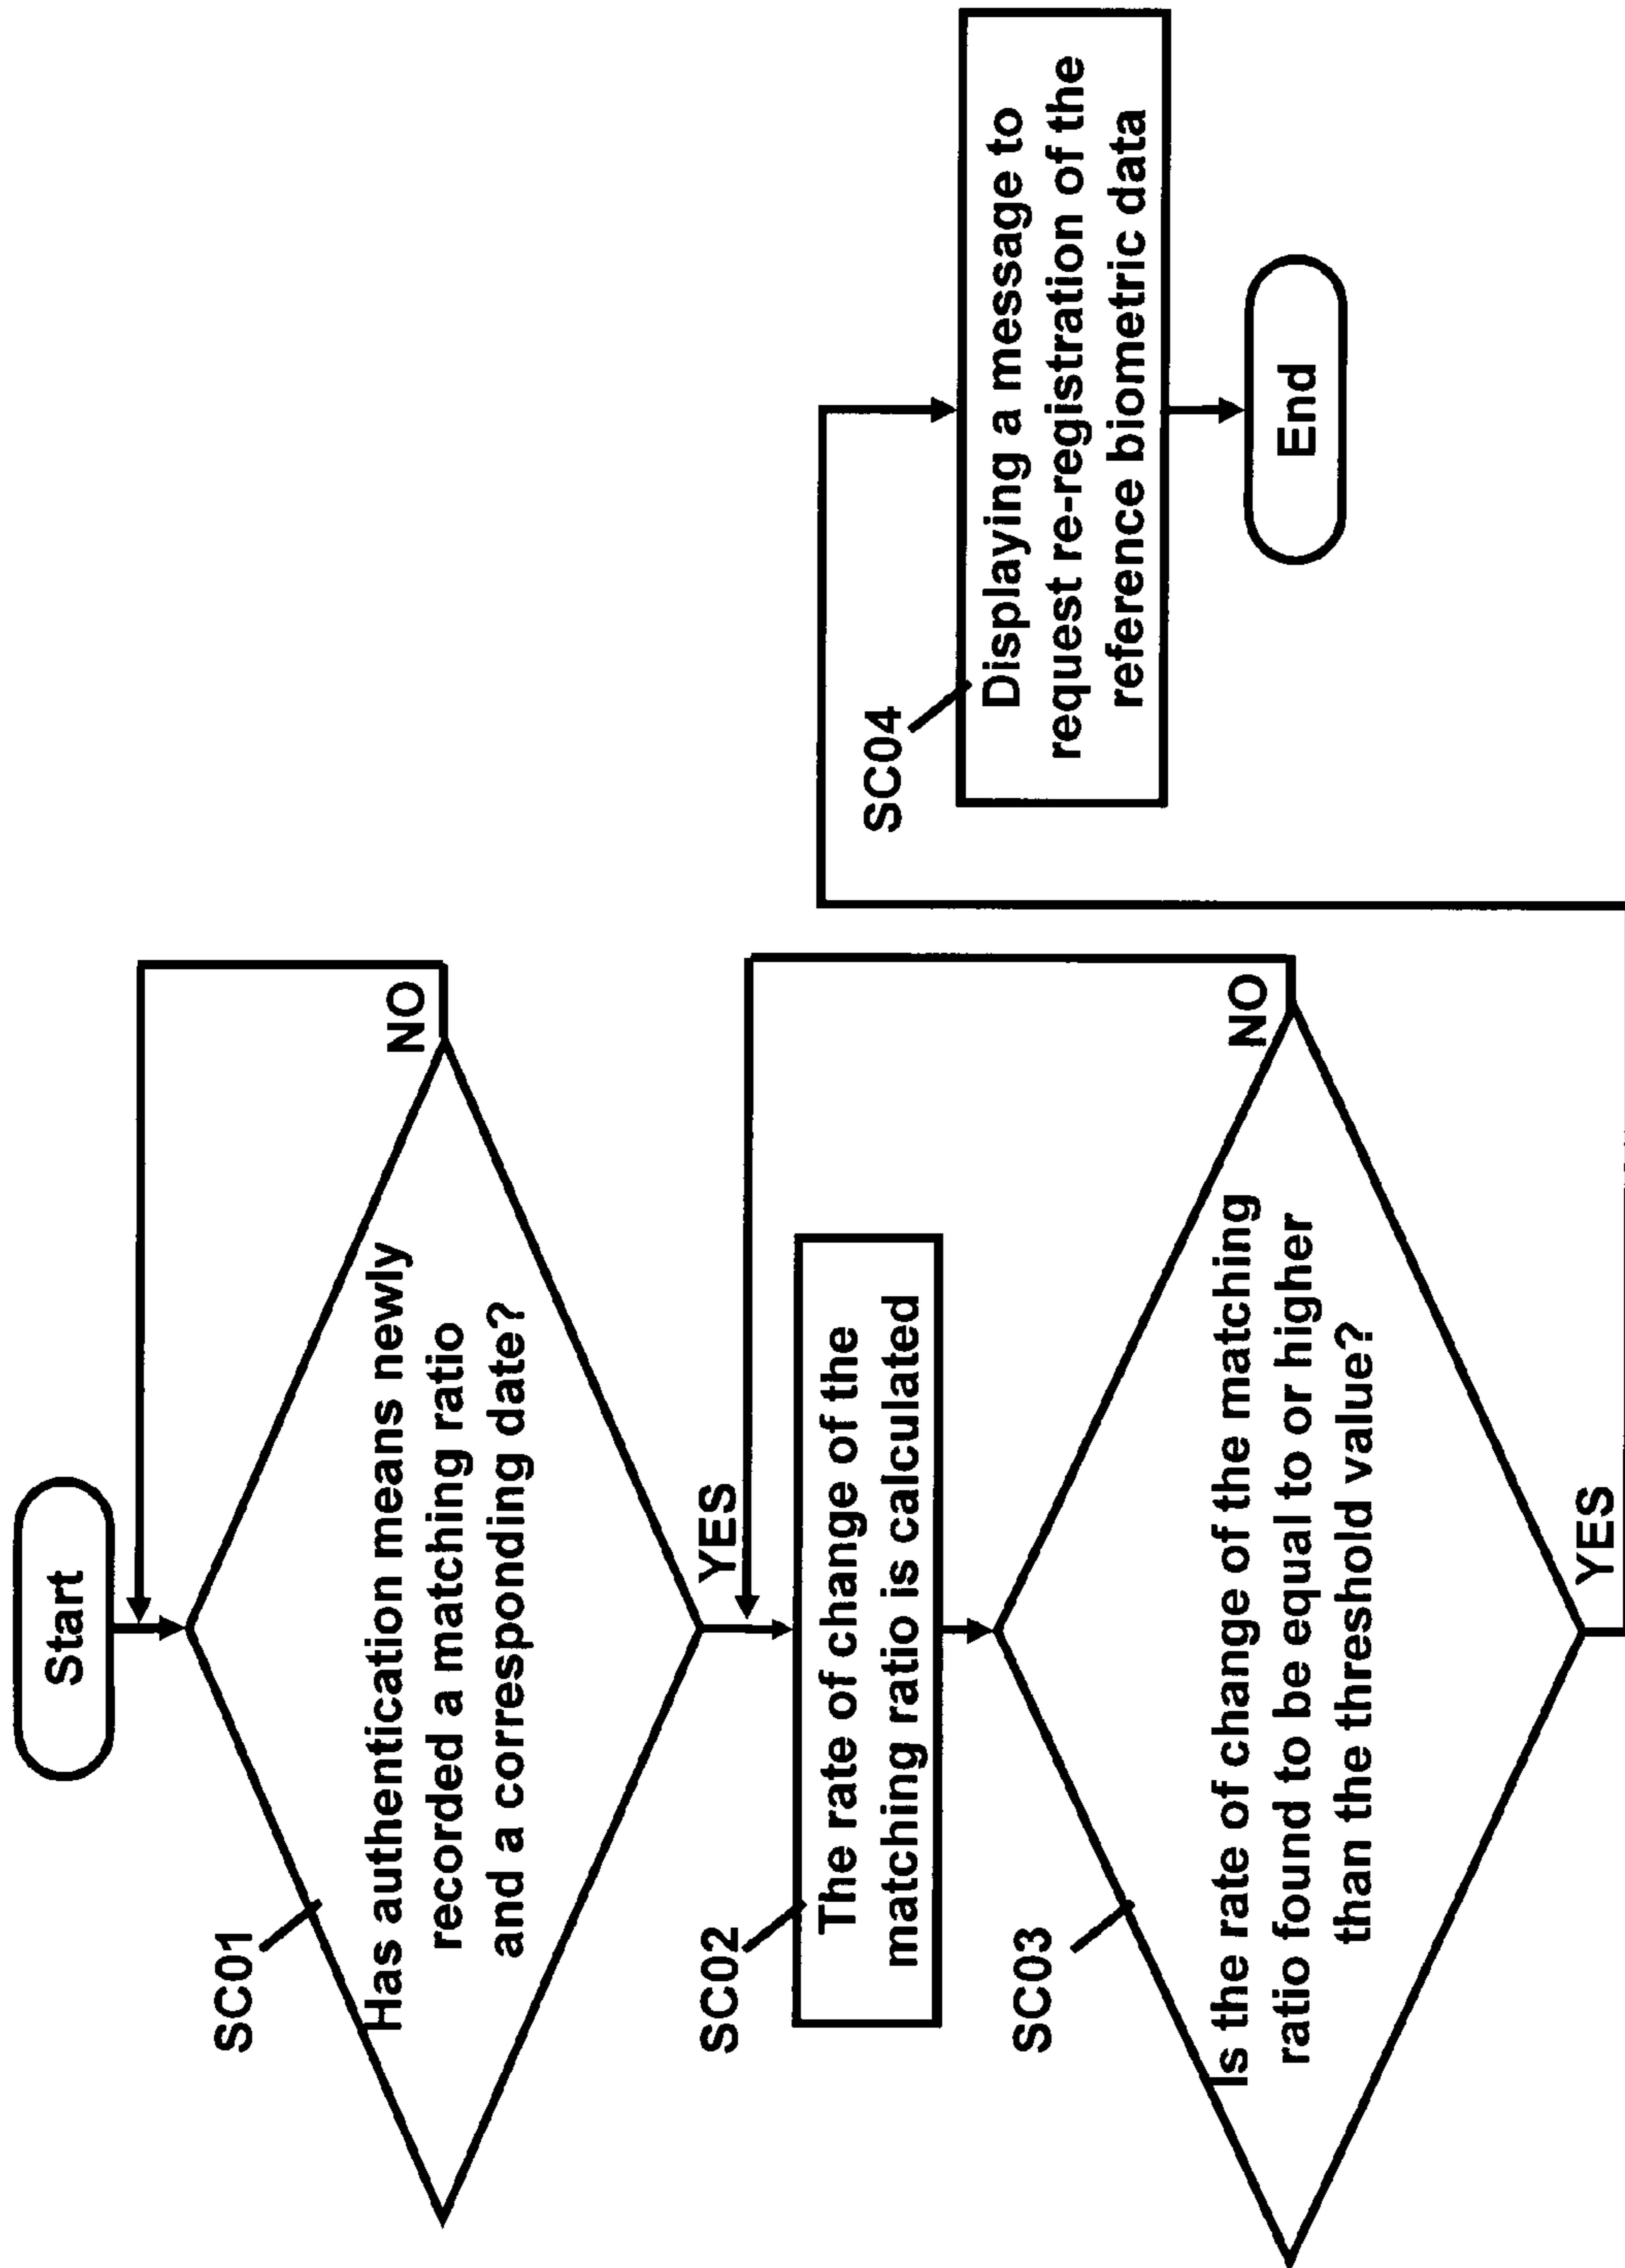 Start
SC01
Has authentication means newly
recorded a matching ratio
and a corresponding date?
NO
YES
SC02
The rate of change of the
matching ratio is calculated
SC03
Is the rate of change of the matching
ratio found to be equal to or higher
than the threshold value?
NO
YES
SC04
Displaying a message to
request re-registration of the
reference biometric data
End